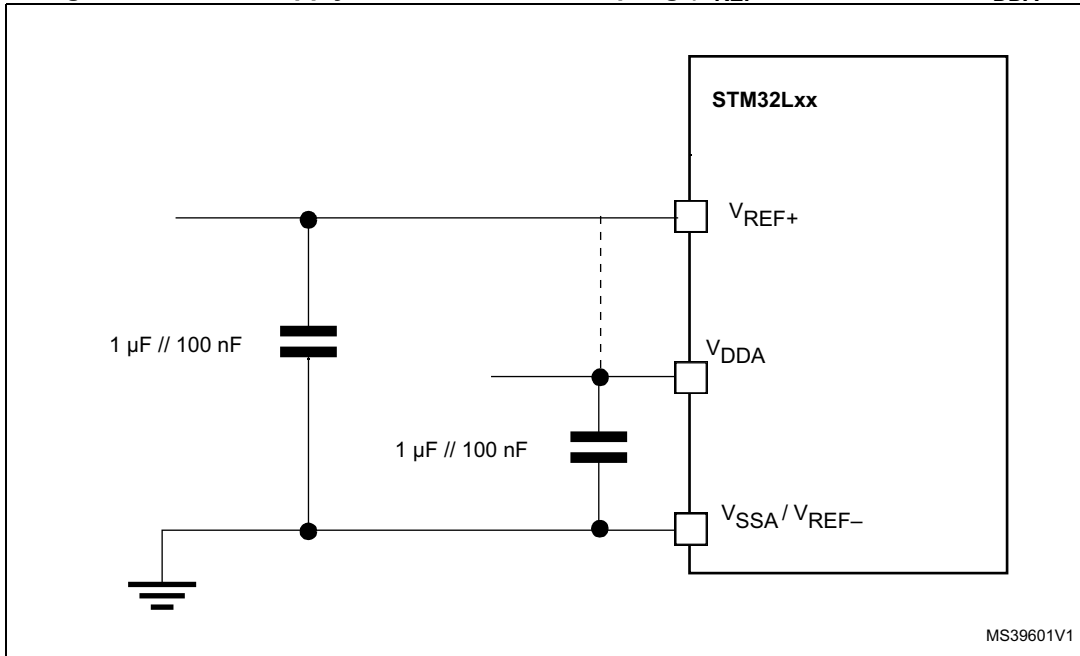 STM32Lxx
VREF+
1 µF // 100 nF
VDDA
1 µF // 100 nF
VSSA / VREF–
MS39601V1